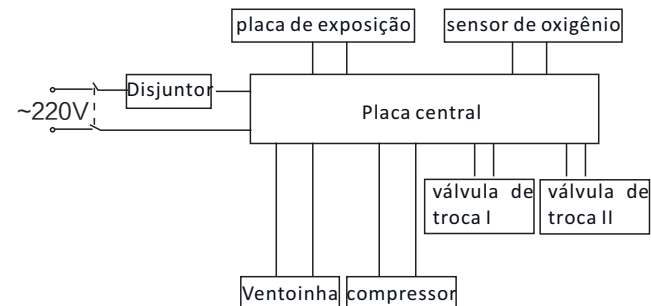 placa de exposição
sensor de oxigênio
Disjuntor
~220V
Placa central
válvula de
troca I
válvula de
troca II
Ventoinha
compressor